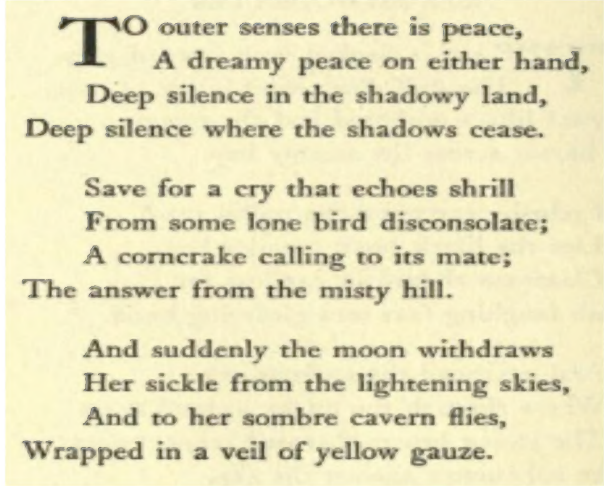 TO outer senses there is peace,
A dreamy peace on either hand,
Deep silence in the shadowy land,
Deep silence where the shadows cease.
Save for a cry that echoes shrill
From some lone bird disconsolate;
A corncrake calling to its mate;
The answer from the misty hill.
And suddenly the moon withdraws
Her sickle from the lightening skies,
And to her sombre cavern flies,
Wrapped in a veil of yellow gauze.